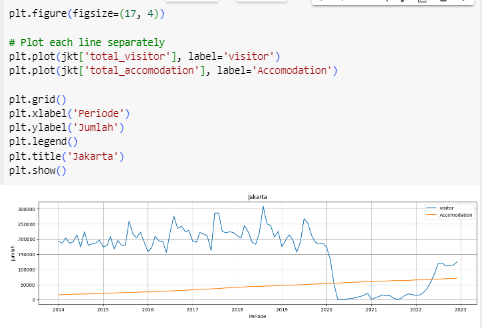 plt.figure(figsize=(17, 4))
# Plot each line separately
plt.plot(jkt['total_visitor'], label='visitor')
plt.plot(jkt['total_accomodation'], label='Accomodation')
plt.grid()
plt.xlabel('Periode')
plt.ylabel('Jumlah')
plt.legend()
plt.title('Jakarta')
plt.show()
Jakarta
visitor
Accomodation
300000
250000
200000
150000
100000
50000
0
Jumlah
2014 2015 2016 2017 2018 2019 2020 2021 2022 2023
Periode